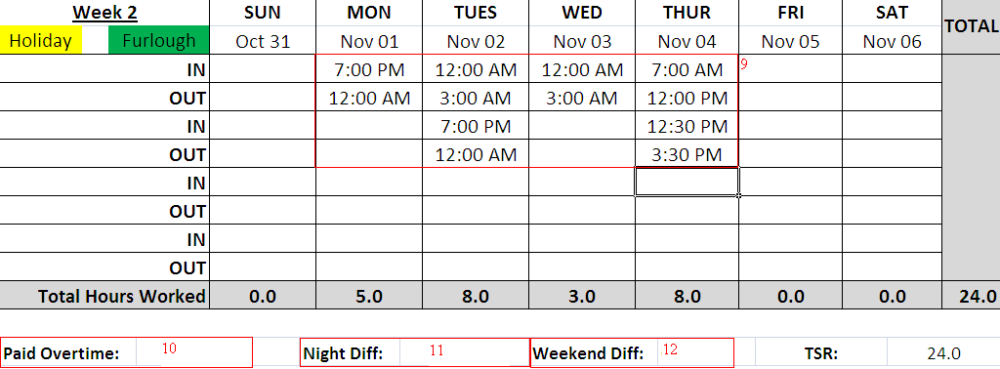 Week 2 SUN MON TUES WED THUR FRI SAT TOTAL
Holiday Furlough Oct 31 Nov 01 Nov 02 Nov 03 Nov 04 Nov 05 Nov 06
IN 7:00 PM 12:00 AM 12:00 AM 7:00 AM 9
OUT 12:00 AM 3:00 AM 3:00 AM 12:00 PM
IN 7:00 PM 12:30 PM
OUT 12:00 AM 3:30 PM
IN
OUT
IN
OUT
Total Hours Worked 0.0 5.0 8.0 3.0 8.0 0.0 0.0 24.0
Paid Overtime: 10 Night Diff: 11 Weekend Diff: 12 TSR: 24.0